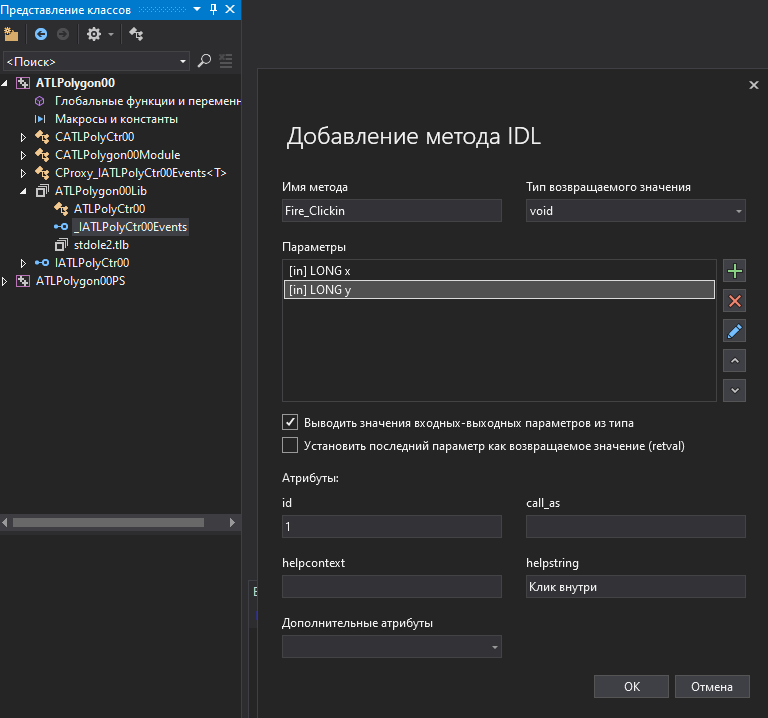 Представление классов
<Поиск>
ATLPolygon00
Глобальные функции и перемен
Макросы и константы
CATLPolyCtr00
CATLPolygon00Module
CProxy_IATLPolyCtr00Events<T>
ATLPolygon00Lib
ATLPolyCtr00
_IATLPolyCtr00Events
stdole2.tlb
IATLPolyCtr00
ATLPolygon00PS
Добавление метода IDL
Имя метода Тип возвращаемого значения
Fire_Clickin void
Параметры
[in] LONG x
[in] LONG y
Выводить значения входных-выходных параметров из типа
Установить последний параметр как возвращаемое значение (retval)
Атрибуты:
id call_as
1
helpcontext helpstring
Клик внутри
Дополнительные атрибуты
ОК Отмена